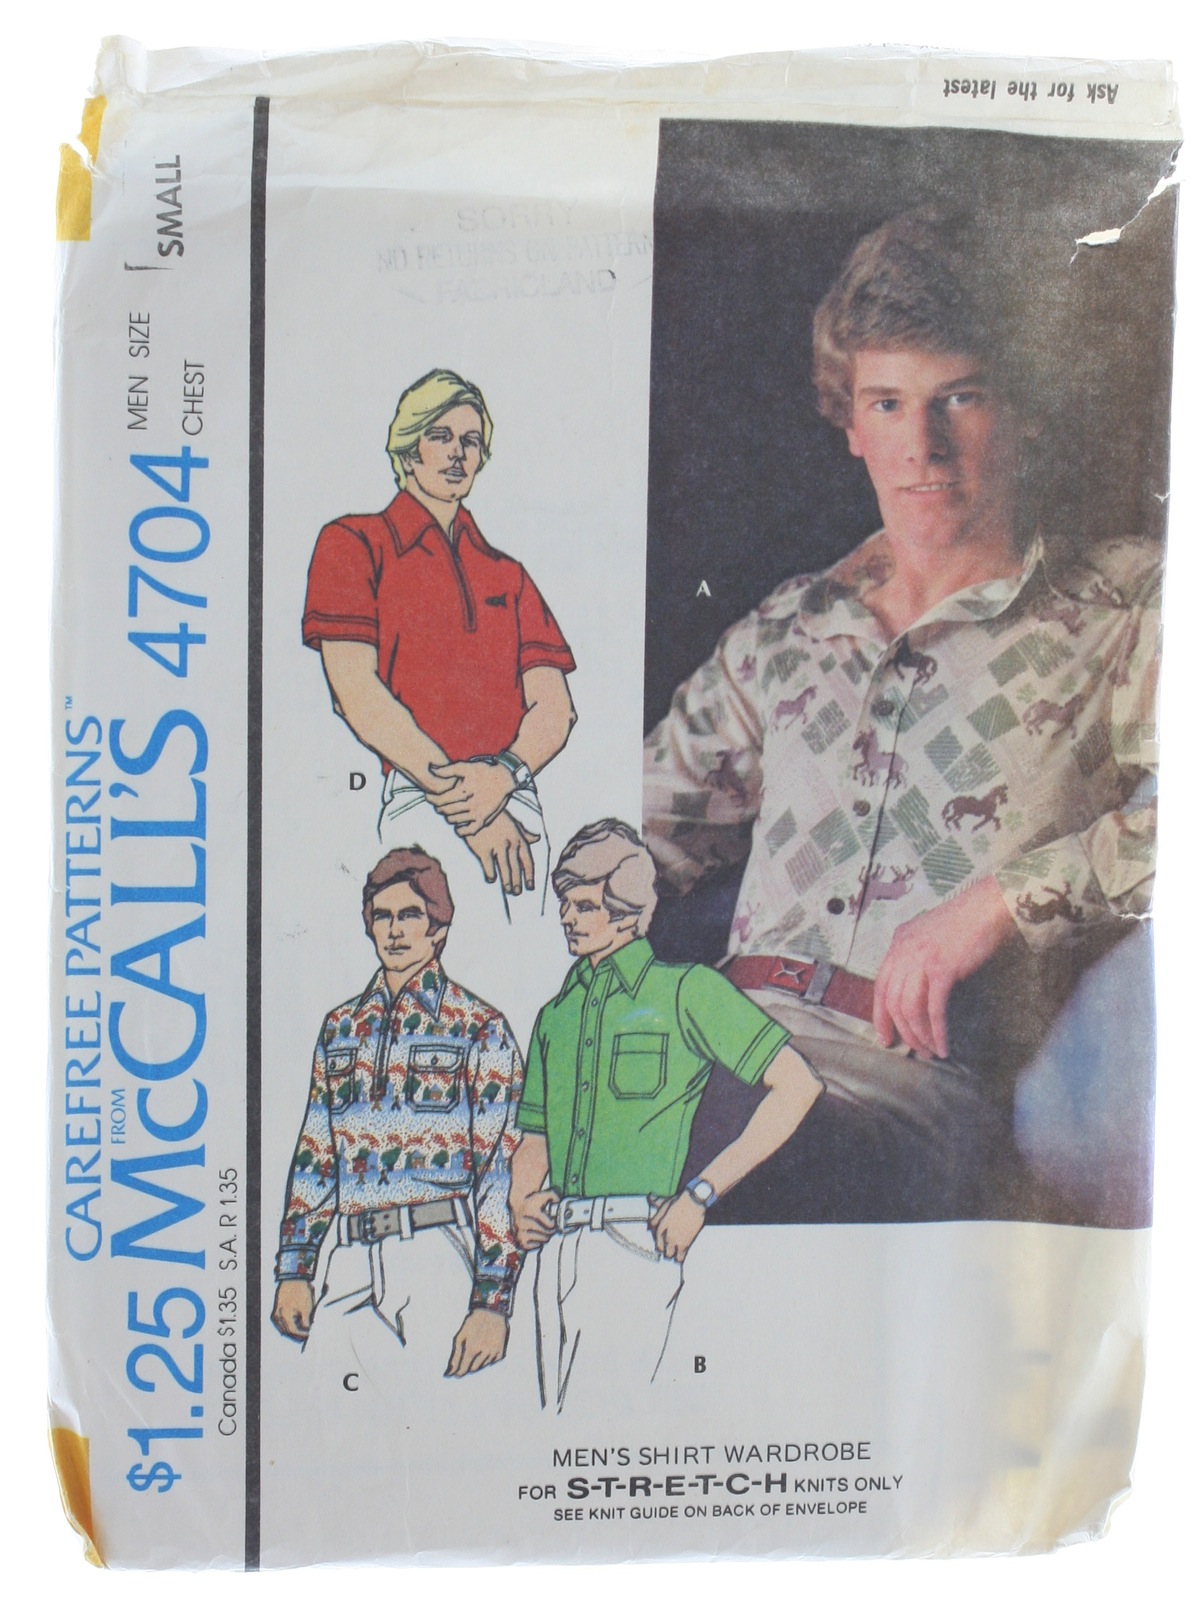 Ask for the latest
SORRY
NO RETURNS ON PATTERN
FABRICLAND
MEN SIZE SMALL
CHEST
CAREFREE PATTERNS™
$1.25 FROM McCALL'S 4704
Canada $1.35 S.A. R 1.35
A
D
C
B
MEN'S SHIRT WARDROBE
FOR S-T-R-E-T-C-H KNITS ONLY
SEE KNIT GUIDE ON BACK OF ENVELOPE